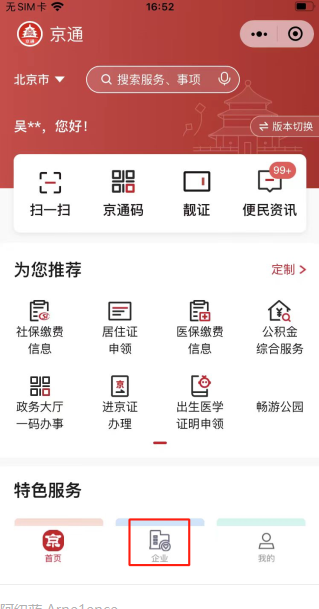 无SIM卡 16:52
京通
北京市 搜索服务、事项
吴**，您好！ 版本切换
99+
扫一扫 京通码 靓证 便民资讯
为您推荐 定制
社保缴费 居住证 医保缴费 公积金
信息 申领 信息 综合服务
政务大厅 进京证 出生医学 畅游公园
一码办事 办理 证明申领
特色服务
首页 企业 我的